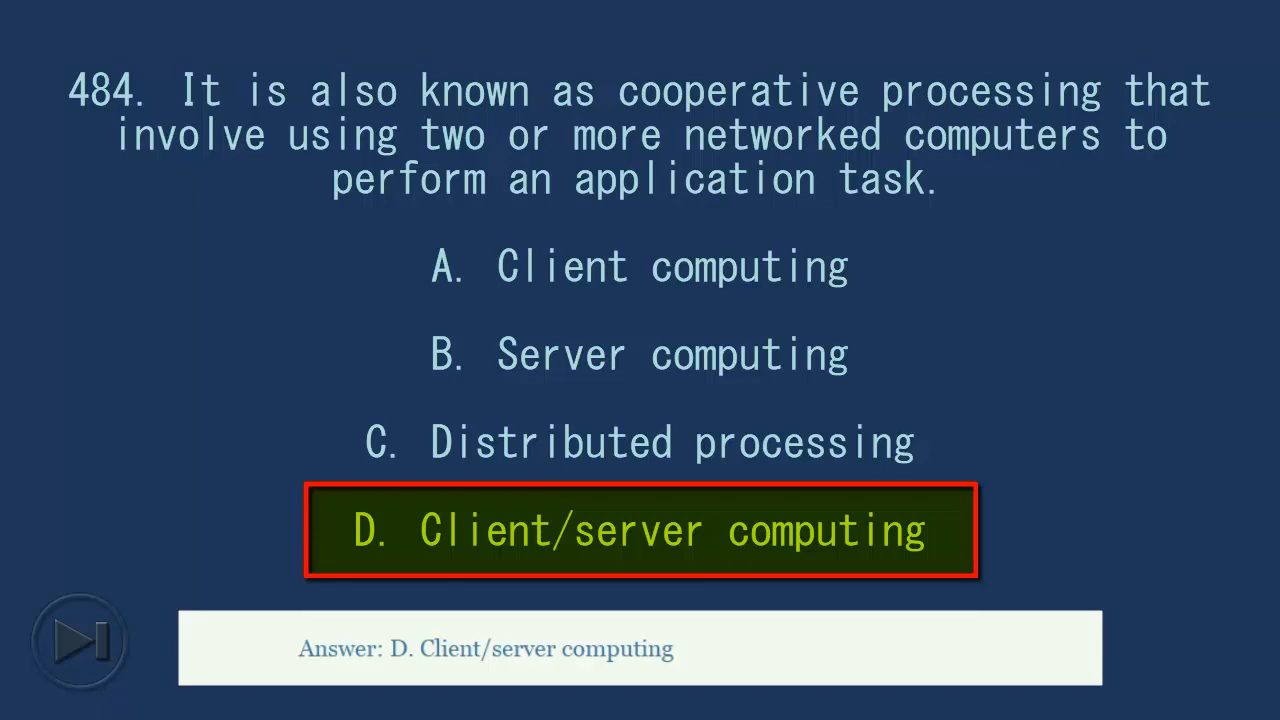 484. It is also known as cooperative processing that
involve using two or more networked computers to
perform an application task.
A. Client computing
B. Server computing
C. Distributed processing
D. Client/server computing
Answer: D. Client/server computing